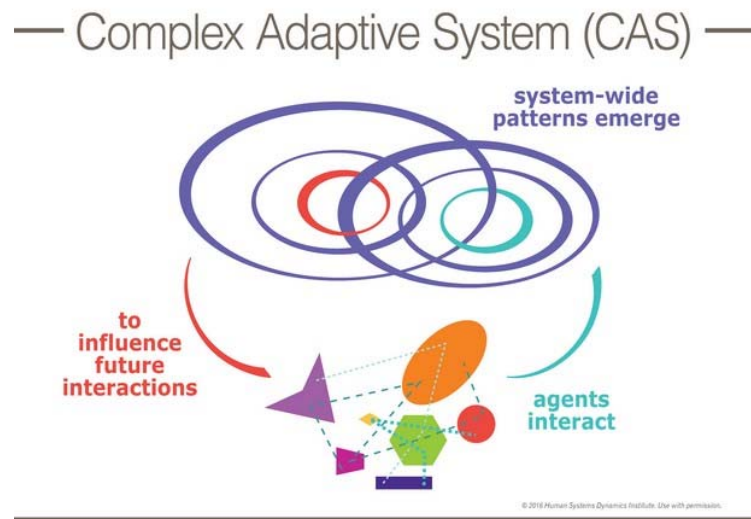 Complex Adaptive System (CAS)
system-wide
patterns emerge
to
influence
future
interactions
agents
interact
© 2016 Human Systems Dynamics Institute. Use with permission.